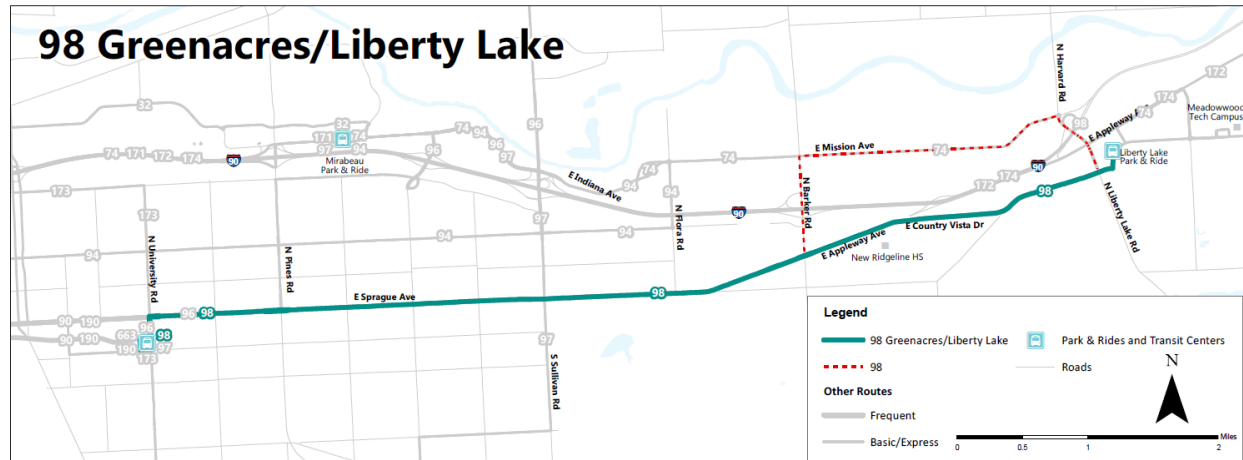 98 Greenacres/Liberty Lake
32
32
171
74
97
94
Mirabeau
Park & Ride
74
171
172
174
90
173
173
N University Rd
N Pines Rd
94
94
94
96
74
94
96
97
96
E Indiana Ave
97
94
94
74
N Flora Rd
90
E Mission Ave
74
N Barker Rd
172
174
90
N Harvard Rd
98
E Appleway
74
174
172
Meadowwood
Tech Campus
Liberty Lake
Park & Ride
98
N Liberty Lake Rd
E Country Vista Dr
E Appleway Ave
New Ridgeline HS
98
E Sprague Ave
96
98
90
190
96
663
98
90
190
190
97
173
97
S Sullivan Rd
Legend
98 Greenacres/Liberty Lake
Park & Rides and Transit Centers
98
Roads
Other Routes
Frequent
Basic/Express
N
0
0.5
1
2
Miles